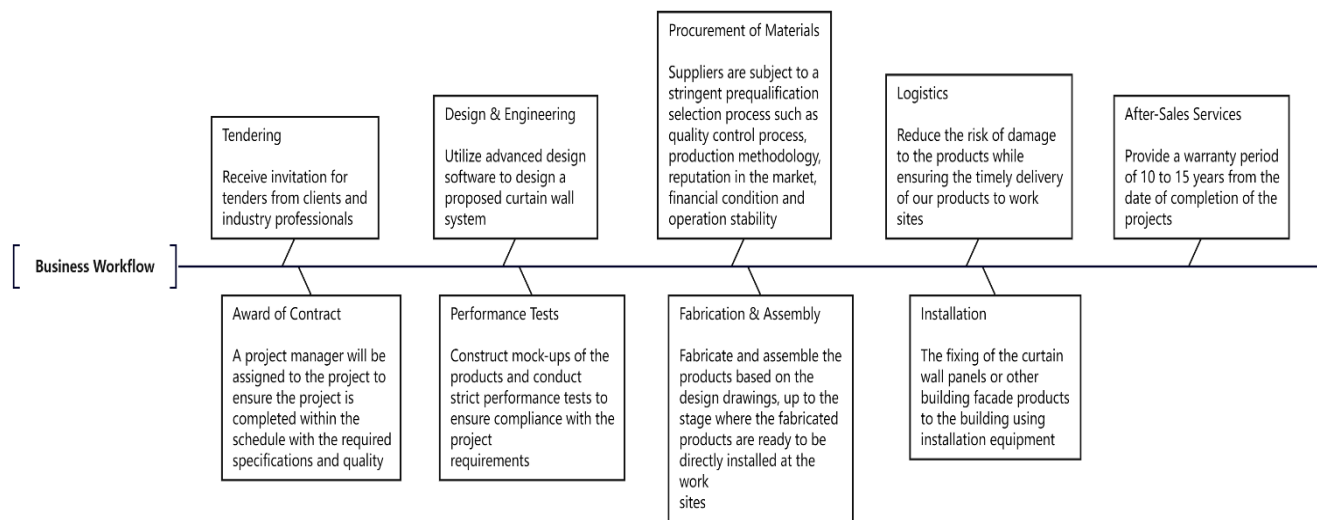 Business Workflow
Tendering
Receive invitation for
tenders from clients and
industry professionals
Award of Contract
A project manager will be
assigned to the project to
ensure the project is
completed within the
schedule with the required
specifications and quality
Design & Engineering
Utilize advanced design
software to design a
proposed curtain wall
system
Performance Tests
Construct mock-ups of the
products and conduct
strict performance tests to
ensure compliance with the
project
requirements
Procurement of Materials
Suppliers are subject to a
stringent prequalification
selection process such as
quality control process,
production methodology,
reputation in the market,
financial condition and
operation stability
Fabrication & Assembly
Fabricate and assemble the
products based on the
design drawings, up to the
stage where the fabricated
products are ready to be
directly installed at the
work
sites
Logistics
Reduce the risk of damage
to the products while
ensuring the timely delivery
of our products to work
sites
Installation
The fixing of the curtain
wall panels or other
building facade products
to the building using
installation equipment
After-Sales Services
Provide a warranty period
of 10 to 15 years from the
date of completion of the
projects